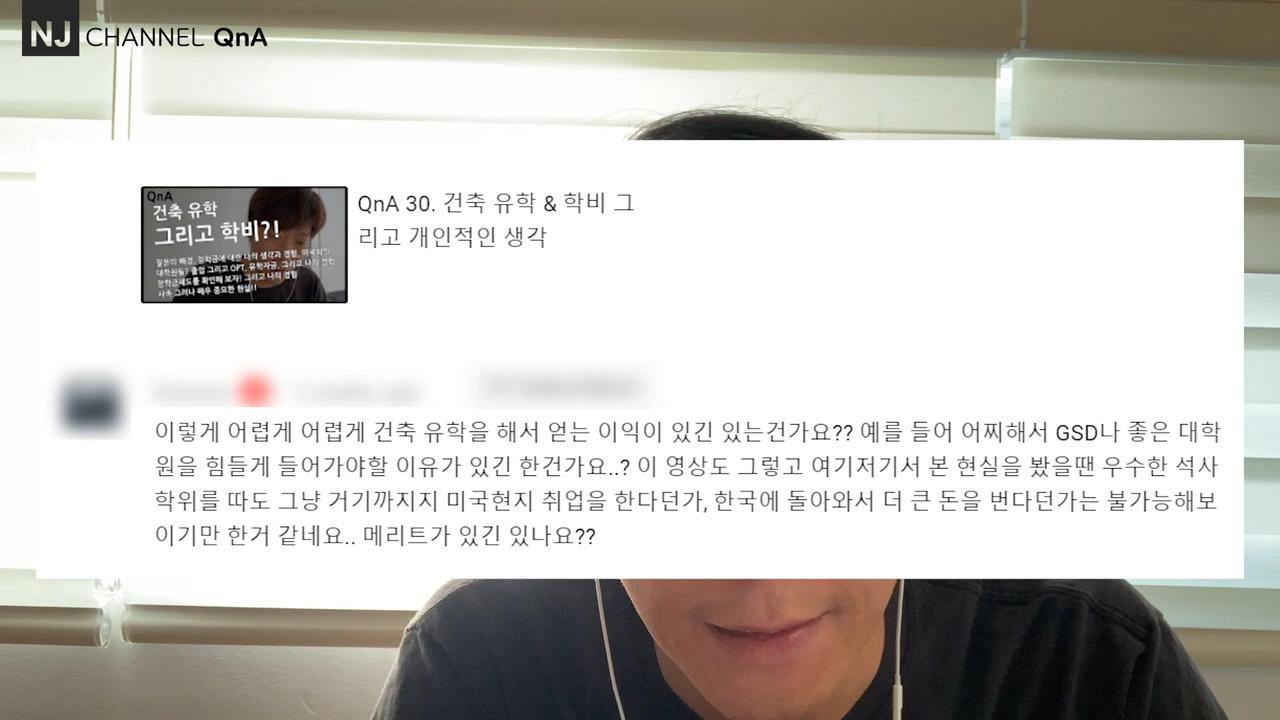 NJ CHANNEL QnA
QnA
건축 유학
그리고 학비?!
QnA 30. 건축 유학 & 학비 그
리고 개인적인 생각
이렇게 어렵게 어렵게 건축 유학을 해서 얻는 이익이 있긴 있는건가요?? 예를 들어 어찌해서 GSD나 좋은 대학
원을 힘들게 들어가야할 이유가 있긴 한건가요..? 이 영상도 그렇고 여기저기서 본 현실을 봤을땐 우수한 석사
학위를 따도 그냥 거기까지지 미국현지 취업을 한다던가, 한국에 돌아와서 더 큰 돈을 번다던가는 불가능해보
이기만 한거 같네요.. 메리트가 있긴 있나요??